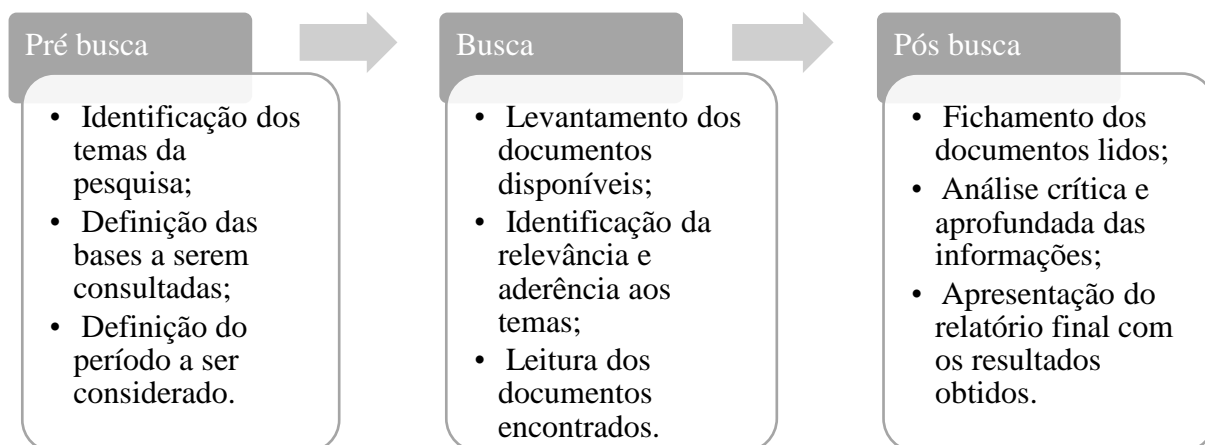 Pré busca
• Identificação dos
temas da
pesquisa;
• Definição das
bases a serem
consultadas;
• Definição do
período a ser
considerado.
Busca
• Levantamento dos
documentos
disponíveis;
• Identificação da
relevância e
aderência aos
temas;
• Leitura dos
documentos
encontrados.
Pós busca
• Fichamento dos
documentos lidos;
• Análise crítica e
aprofundada das
informações;
• Apresentação do
relatório final com
os resultados
obtidos.